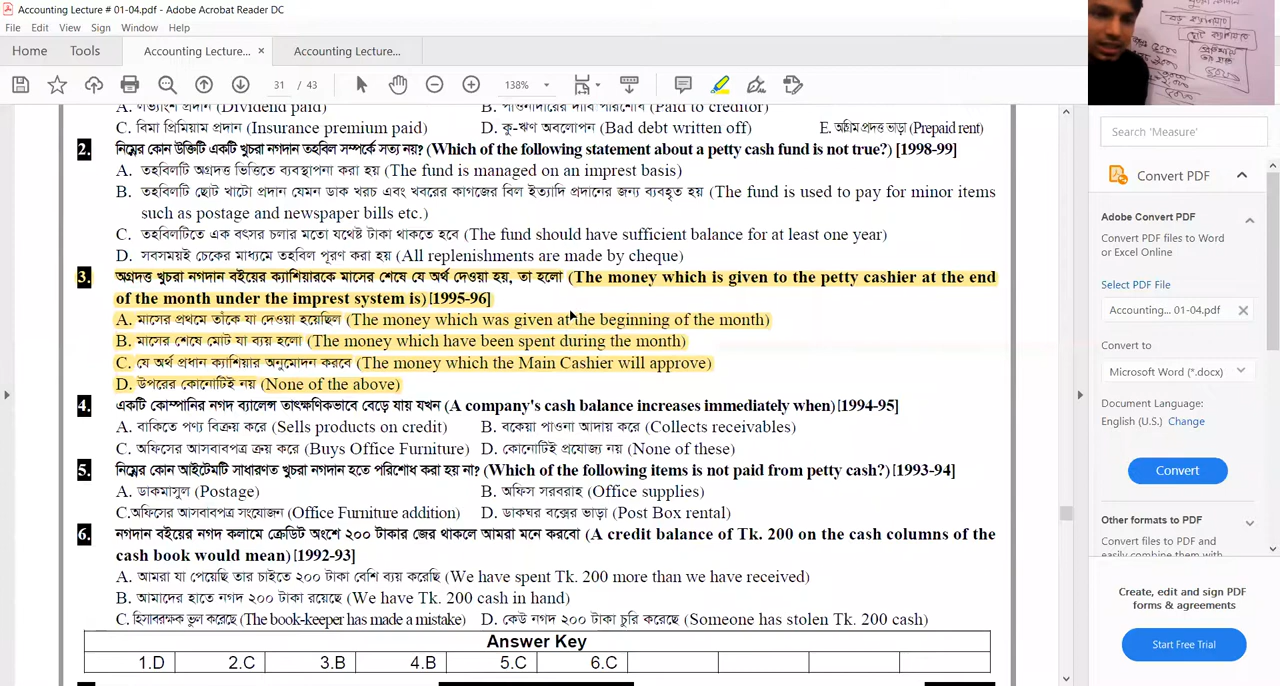 Accounting Lecture # 01-04.pdf - Adobe Acrobat Reader DC
File Edit View Sign Window Help
Home Tools Accounting Lecture... × Accounting Lecture...
31 / 43 138%
A. লভ্যাংশ প্রদান (Dividend paid) B. পাওনাদারের দাবি পরিশোধ (Paid to creditor)
C. বিমা প্রিমিয়াম প্রদান (Insurance premium paid) D. কু-ঋণ অবলোপন (Bad debt written off) E. অগ্রিম প্রদত্ত ভাড়া (Prepaid rent)
2. নিম্নের কোন উক্তিটি একটি খুচরা নগদান তহবিল সম্পর্কে সত্য নয়? (Which of the following statement about a petty cash fund is not true?) [1998-99]
A. তহবিলটি অগ্রদত্ত ভিত্তিতে ব্যবস্থাপনা করা হয় (The fund is managed on an imprest basis)
B. তহবিলটি ছোট খাটো প্রদান যেমন ডাক খরচ এবং খবরের কাগজের বিল ইত্যাদি প্রদানের জন্য ব্যবহৃত হয় (The fund is used to pay for minor items
such as postage and newspaper bills etc.)
C. তহবিলটিতে এক বৎসর চলার মতো যথেষ্ট টাকা থাকতে হবে (The fund should have sufficient balance for at least one year)
D. সবসময়ই চেকের মাধ্যমে তহবিল পূরণ করা হয় (All replenishments are made by cheque)
3. অগ্রদত্ত খুচরা নগদান বইয়ের ক্যাশিয়ারকে মাসের শেষে যে অর্থ দেওয়া হয়, তা হলো (The money which is given to the petty cashier at the end
of the month under the imprest system is) [1995-96]
A. মাসের প্রথমে তাঁকে যা দেওয়া হয়েছিল (The money which was given at the beginning of the month)
B. মাসের শেষে মোট যা ব্যয় হলো (The money which have been spent during the month)
C. যে অর্থ প্রধান ক্যাশিয়ার অনুমোদন করবে (The money which the Main Cashier will approve)
D. উপরের কোনোটিই নয় (None of the above)
4. একটি কোম্পানির নগদ ব্যালেন্স তাৎক্ষণিকভাবে বেড়ে যায় যখন (A company's cash balance increases immediately when) [1994-95]
A. বাকিতে পণ্য বিক্রয় করে (Sells products on credit) B. বকেয়া পাওনা আদায় করে (Collects receivables)
C. অফিসের আসবাবপত্র ক্রয় করে (Buys Office Furniture) D. কোনোটিই প্রযোজ্য নয় (None of these)
5. নিম্নের কোন আইটেমটি সাধারণত খুচরা নগদান হতে পরিশোধ করা হয় না? (Which of the following items is not paid from petty cash?) [1993-94]
A. ডাকমাসুল (Postage) B. অফিস সরবরাহ (Office supplies)
C.অফিসের আসবাবপত্র সংযোজন (Office Furniture addition) D. ডাকঘর বক্সের ভাড়া (Post Box rental)
6. নগদান বইয়ের নগদ কলামে ক্রেডিট অংশে ২০০ টাকার জের থাকলে আমরা মনে করবো (A credit balance of Tk. 200 on the cash columns of the
cash book would mean) [1992-93]
A. আমরা যা পেয়েছি তার চাইতে ২০০ টাকা বেশি ব্যয় করেছি (We have spent Tk. 200 more than we have received)
B. আমাদের হাতে নগদ ২০০ টাকা রয়েছে (We have Tk. 200 cash in hand)
C. হিসাবরক্ষক ভুল করেছে (The book-keeper has made a mistake) D. কেউ নগদ ২০০ টাকা চুরি করেছে (Someone has stolen Tk. 200 cash)
Answer Key
1.D 2.C 3.B 4.B 5.C 6.C
Search 'Measure'
Convert PDF
Adobe Convert PDF
Convert PDF files to Word
or Excel Online
Select PDF File
Accounting... 01-04.pdf ×
Convert to
Microsoft Word (*.docx)
Document Language:
English (U.S.) Change
Convert
Other formats to PDF
Convert files to PDF and
easily combine them with
Create, edit and sign PDF
forms & agreements
Start Free Trial